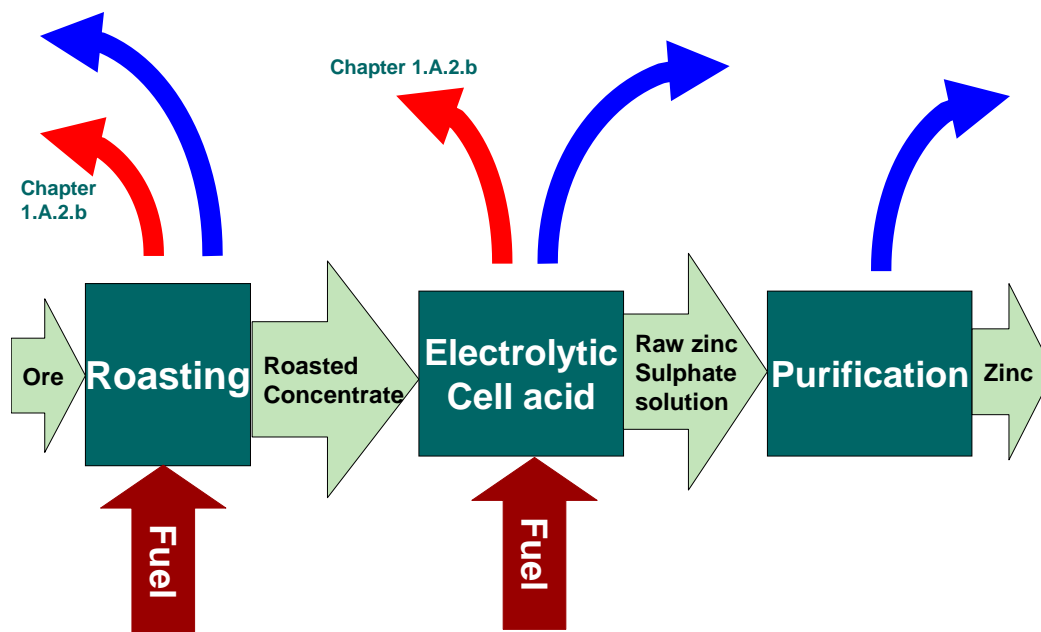 Chapter 1.A.2.b
Chapter
1.A.2.b
Ore
Roasting
Roasted
Concentrate
Electrolytic
Cell acid
Raw zinc
Sulphate
solution
Purification
Zinc
Fuel
Fuel